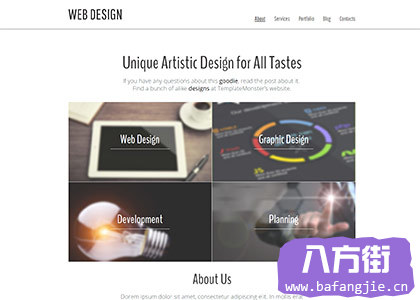 WEB DESIGN
About Services Portfolio Blog Contacts
Unique Artistic Design for All Tastes
If you have any questions about this goodie, read the post about it.
Find a bunch of alike designs at TemplateMonster's website.
Web Design
Graphic Design
Development
Planning
八方街
www.bafangjie.cn
About Us
Dorem ipsum dolor sit amet, consectetur adipiscing elit. In mollis erat